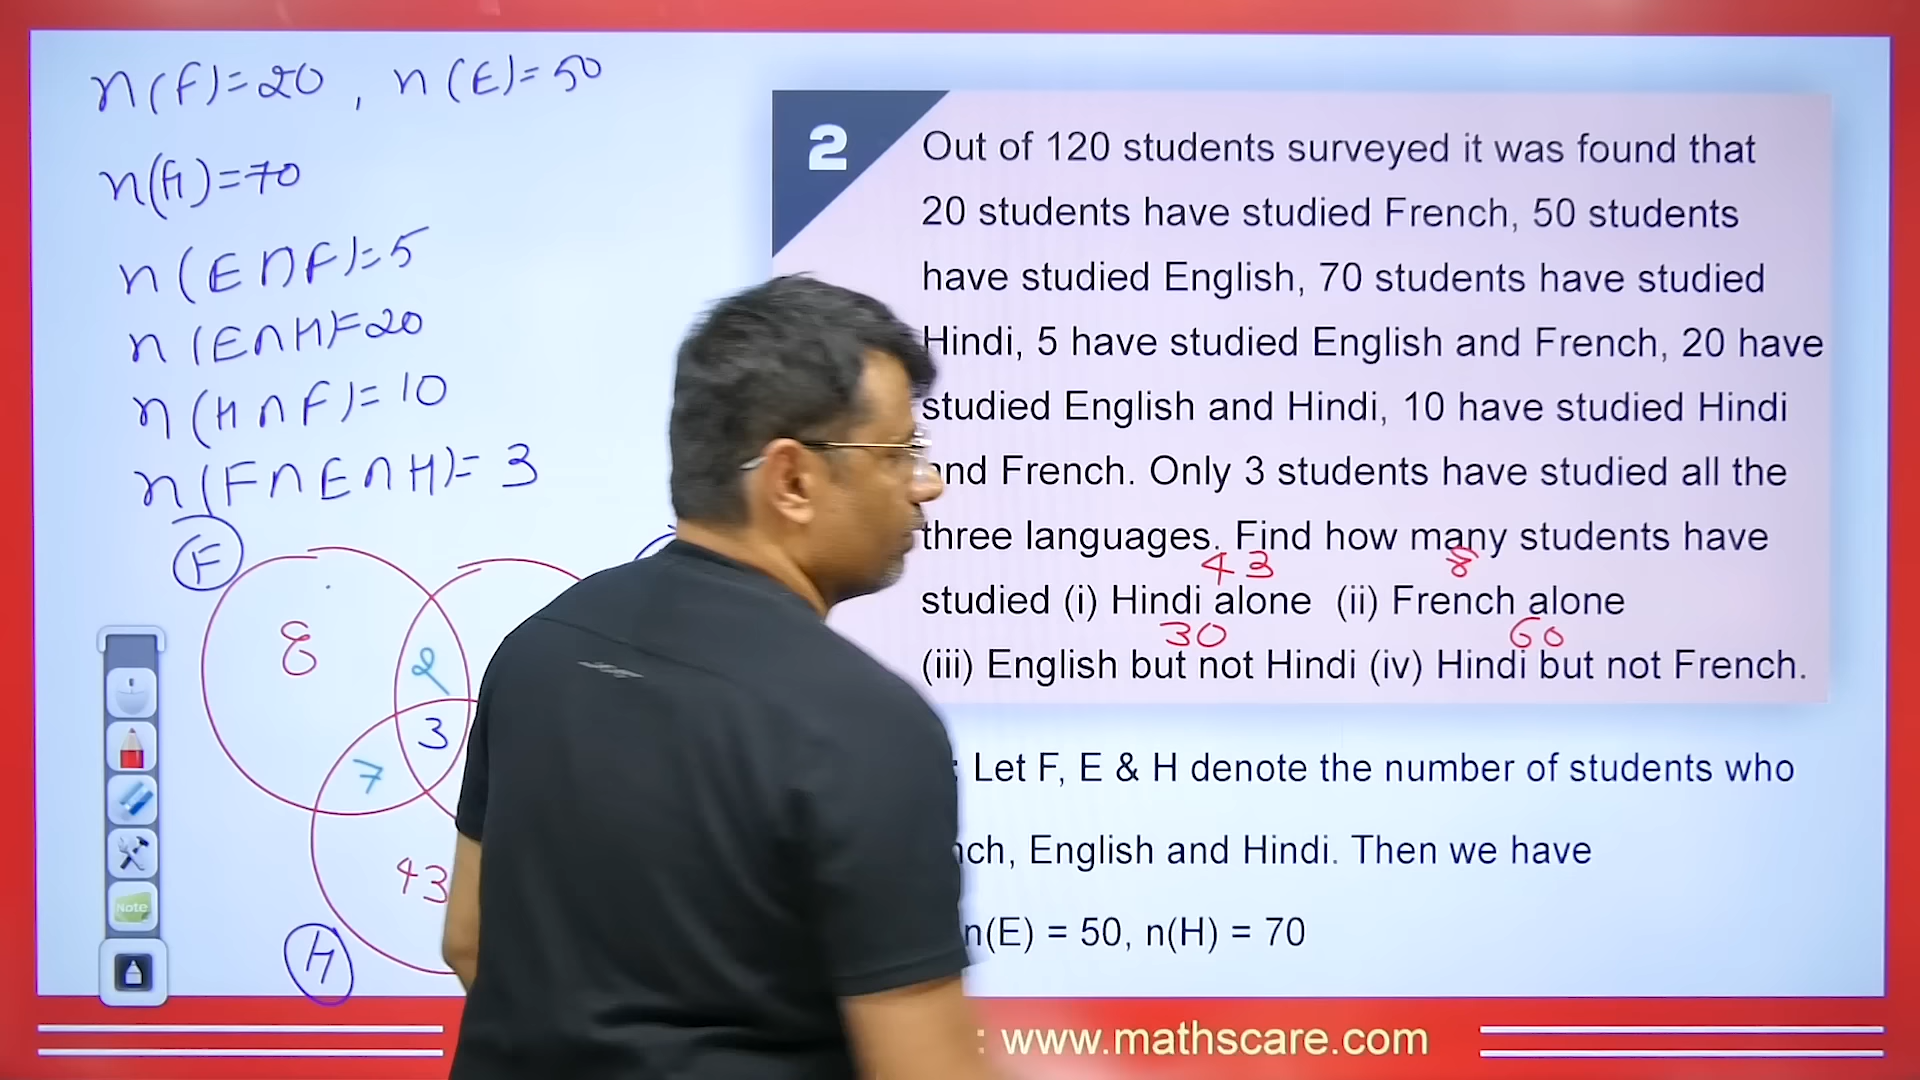 n(F)=20 , n(E)=50
n(H)=70
n(E∩F)=5
n(E∩H)=20
n(H∩F)=10
n(F∩E∩H)=3
F
8
2
3
7
43
H
Note
2
Out of 120 students surveyed it was found that
20 students have studied French, 50 students
have studied English, 70 students have studied
Hindi, 5 have studied English and French, 20 have
studied English and Hindi, 10 have studied Hindi
and French. Only 3 students have studied all the
three languages. Find how many students have
43 8
studied (i) Hindi alone (ii) French alone
30 60
(iii) English but not Hindi (iv) Hindi but not French.
: Let F, E & H denote the number of students who
nch, English and Hindi. Then we have
n(E) = 50, n(H) = 70
: www.mathscare.com